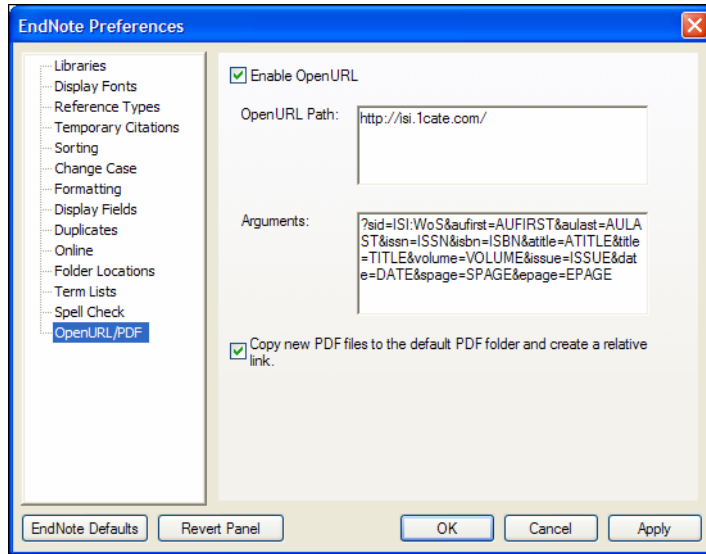 EndNote Preferences
Libraries
Display Fonts
Reference Types
Temporary Citations
Sorting
Change Case
Formatting
Display Fields
Duplicates
Online
Folder Locations
Term Lists
Spell Check
OpenURL/PDF
Enable OpenURL
OpenURL Path:
http://isi.1cate.com/
Arguments:
?sid=ISI:WoS&aufirst=AUFIRST&aulast=AULA
ST&issn=ISSN&isbn=ISBN&atitle=ATITLE&title
=TITLE&volume=VOLUME&issue=ISSUE&dat
e=DATE&spage=SPAGE&epage=EPAGE
Copy new PDF files to the default PDF folder and create a relative
link.
EndNote Defaults
Revert Panel
OK
Cancel
Apply